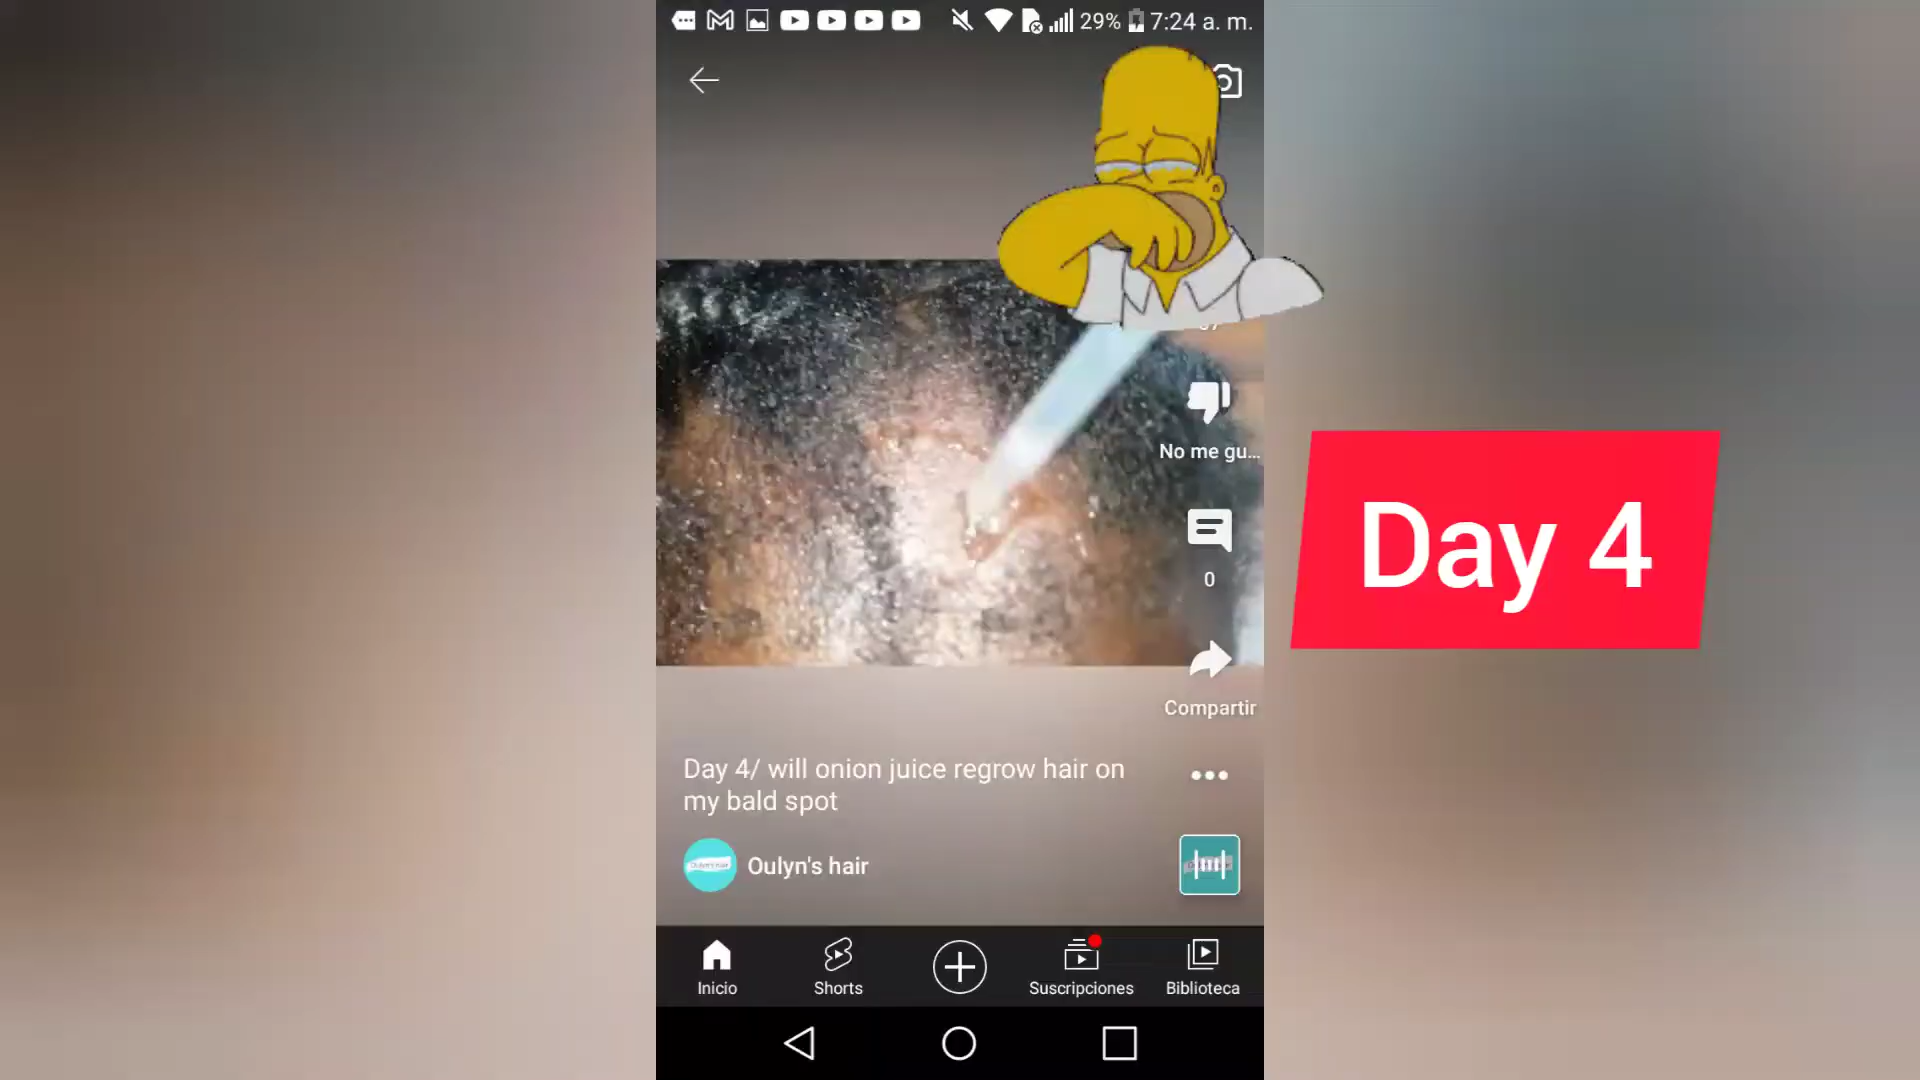 29% 7:24 a. m.
No me gu...
0
Compartir
Day 4/ will onion juice regrow hair on
my bald spot
Oulyn's hair
Inicio
Shorts
Suscripciones
Biblioteca
Day 4